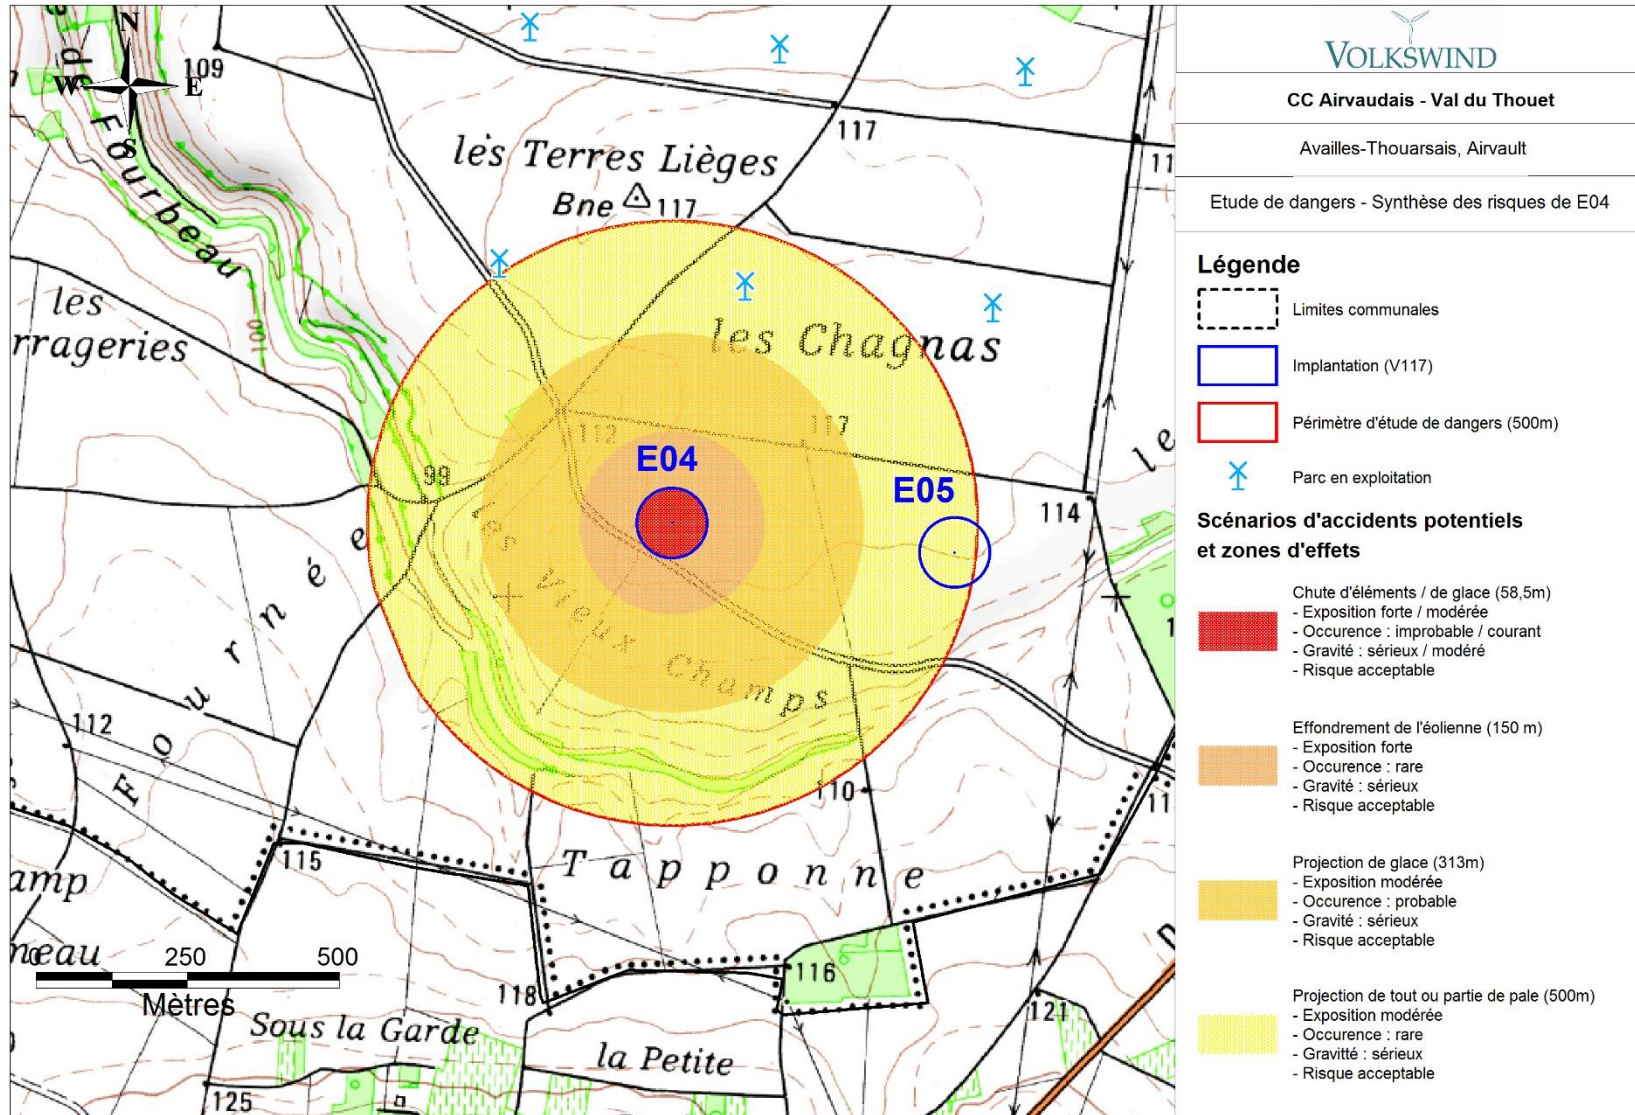 N
W
E
S
109
Fourbeau
117
117
les Terres Lièges
Bne 117
les
rrageries
100
les Chagnas
112
117
99
E04
E05
114
le
les Vieux Champs
Fournée
112
110
115
Tapponne
amp
neau
0 250 500
Mètres
118
116
121
Sous la Garde
la Petite
125
VOLKSWIND
CC Airvaudais - Val du Thouet
Availles-Thouarsais, Airvault
Etude de dangers - Synthèse des risques de E04
Légende
Limites communales
Implantation (V117)
Périmètre d'étude de dangers (500m)
Parc en exploitation
Scénarios d'accidents potentiels
et zones d'effets
Chute d'éléments / de glace (58,5m)
- Exposition forte / modérée
- Occurence : improbable / courant
- Gravité : sérieux / modéré
- Risque acceptable
Effondrement de l'éolienne (150 m)
- Exposition forte
- Occurence : rare
- Gravité : sérieux
- Risque acceptable
Projection de glace (313m)
- Exposition modérée
- Occurence : probable
- Gravité : sérieux
- Risque acceptable
Projection de tout ou partie de pale (500m)
- Exposition modérée
- Occurence : rare
- Gravitté : sérieux
- Risque acceptable